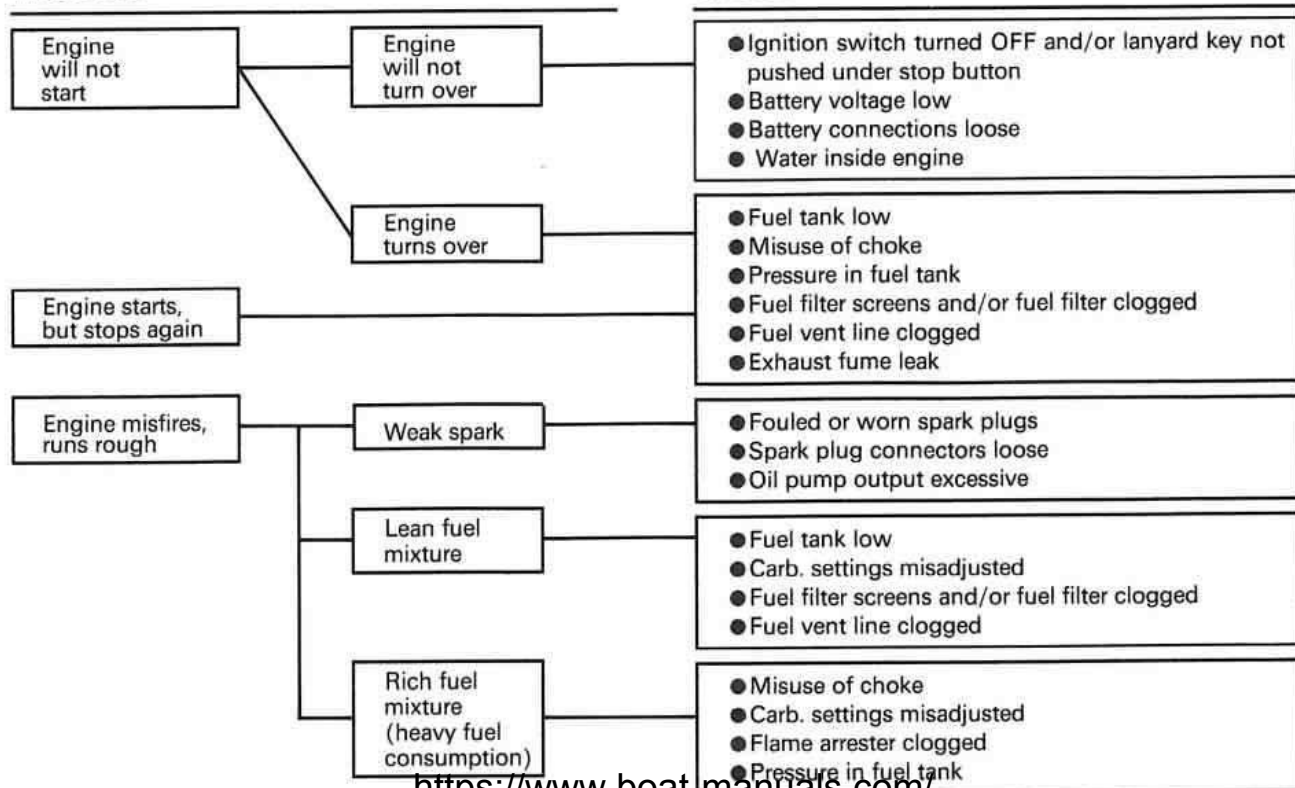 Engine
will not
start
Engine
will not
turn over
●Ignition switch turned OFF and/or lanyard key not
pushed under stop button
●Battery voltage low
●Battery connections loose
● Water inside engine
Engine
turns over
●Fuel tank low
●Misuse of choke
●Pressure in fuel tank
●Fuel filter screens and/or fuel filter clogged
●Fuel vent line clogged
●Exhaust fume leak
Engine starts,
but stops again
Engine misfires,
runs rough
Weak spark
●Fouled or worn spark plugs
●Spark plug connectors loose
●Oil pump output excessive
Lean fuel
mixture
●Fuel tank low
●Carb. settings misadjusted
●Fuel filter screens and/or fuel filter clogged
●Fuel vent line clogged
Rich fuel
mixture
(heavy fuel
consumption)
●Misuse of choke
●Carb. settings misadjusted
●Flame arrester clogged
●Pressure in fuel tank
https://www.boat-manuals.com/